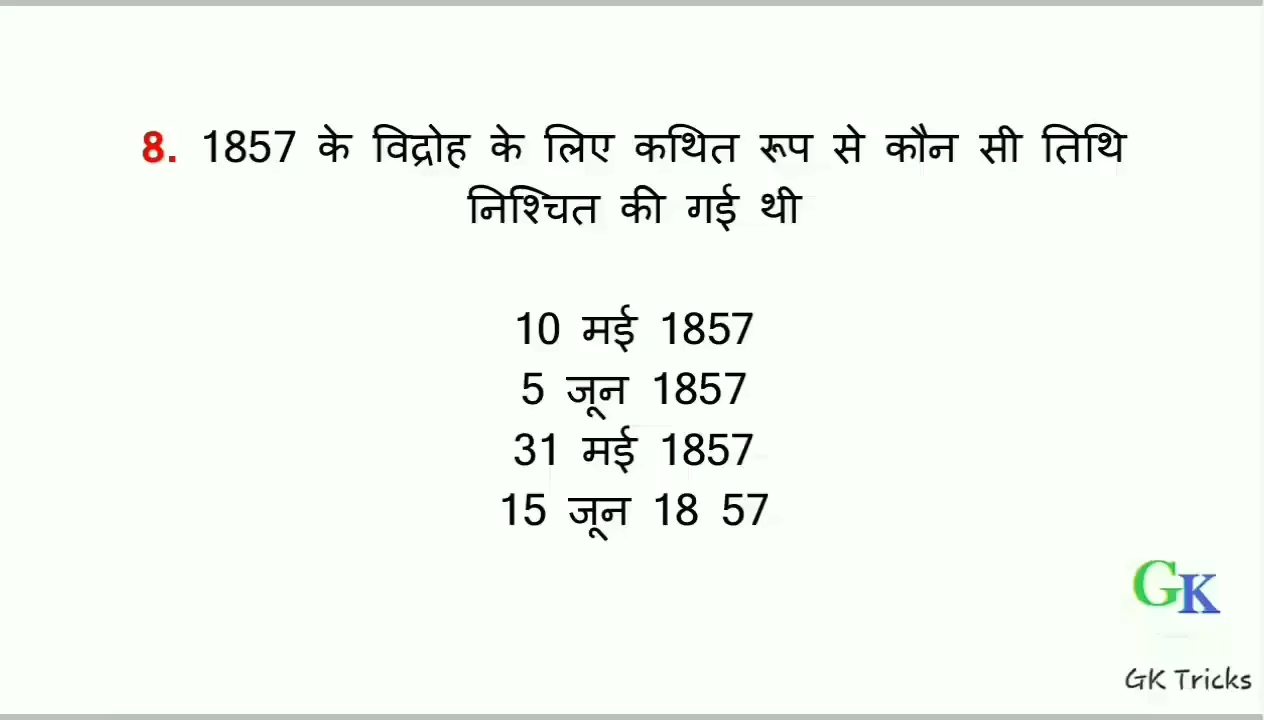 8. 1857 के विद्रोह के लिए कथित रूप से कौन सी तिथि
निश्चित की गई थी
10 मई 1857
5 जून 1857
31 मई 1857
15 जून 18 57
GK
GK Tricks